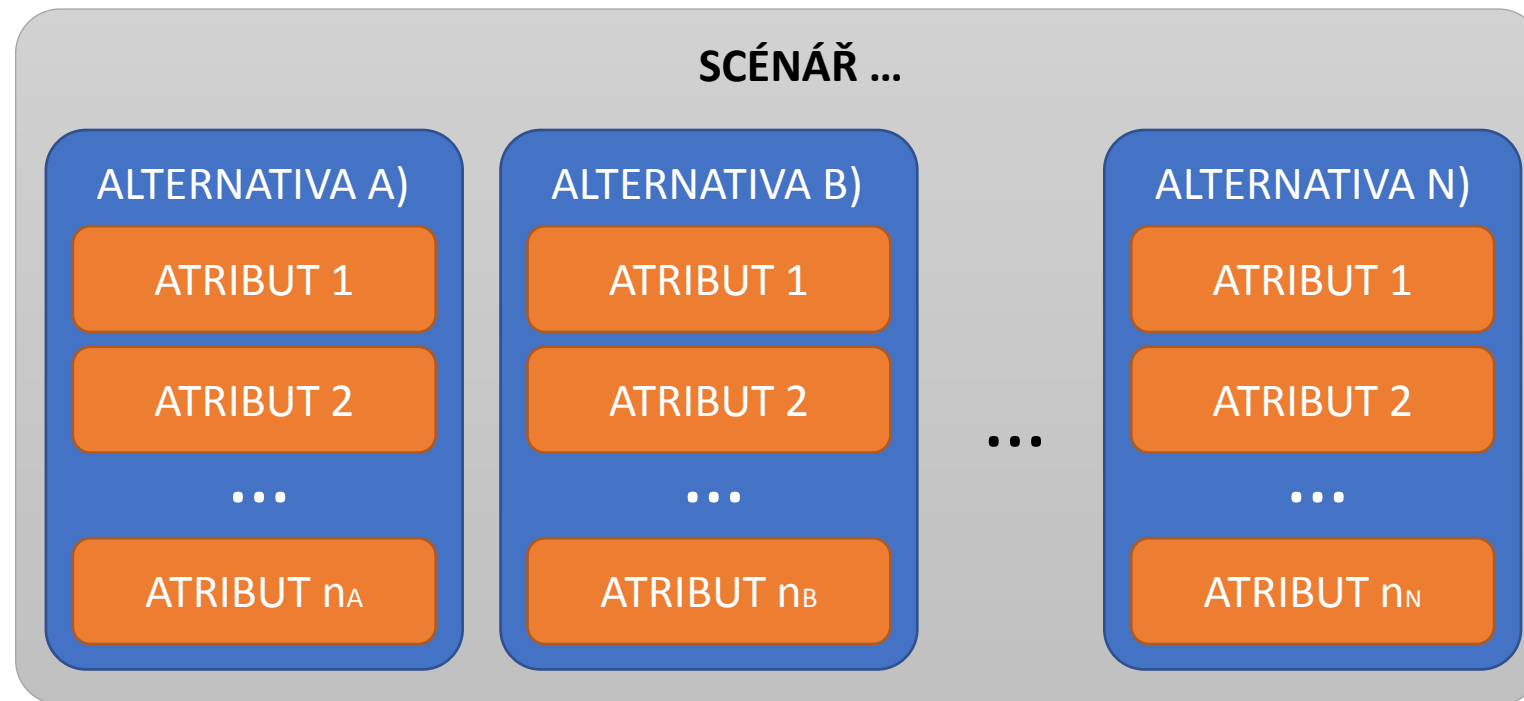 SCÉNÁŘ ...
ALTERNATIVA A)
ATRIBUT 1
ATRIBUT 2
...
ATRIBUT nA
ALTERNATIVA B)
ATRIBUT 1
ATRIBUT 2
...
ATRIBUT nB
...
ALTERNATIVA N)
ATRIBUT 1
ATRIBUT 2
...
ATRIBUT nN